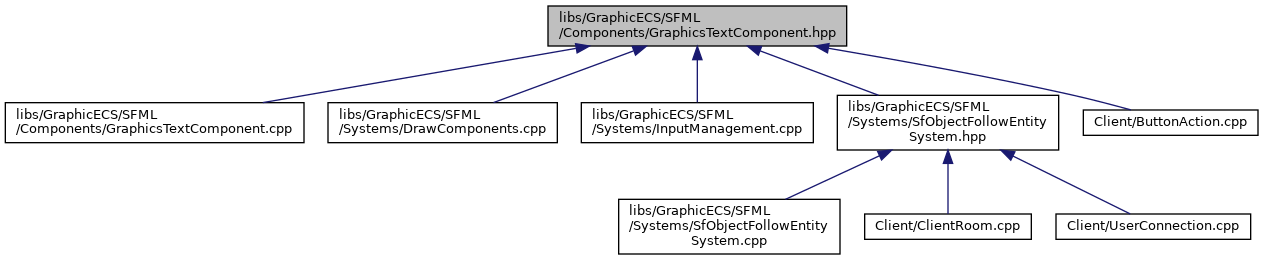 libs/GraphicECS/SFML
/Components/GraphicsTextComponent.hpp
libs/GraphicECS/SFML
/Components/GraphicsTextComponent.cpp
libs/GraphicECS/SFML
/Systems/DrawComponents.cpp
libs/GraphicECS/SFML
/Systems/InputManagement.cpp
libs/GraphicECS/SFML
/Systems/SfObjectFollowEntity
System.hpp
Client/ButtonAction.cpp
libs/GraphicECS/SFML
/Systems/SfObjectFollowEntity
System.cpp
Client/ClientRoom.cpp
Client/UserConnection.cpp